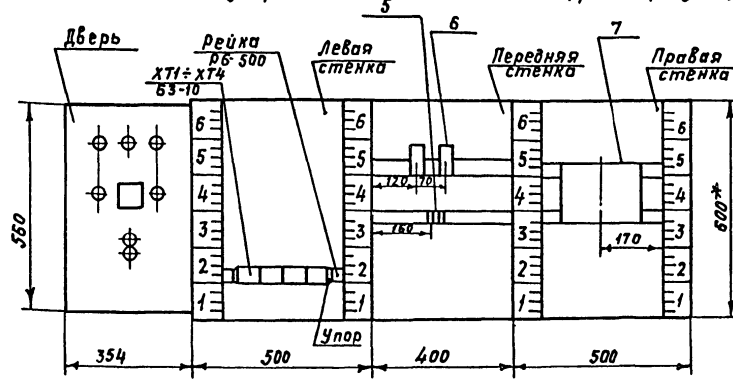 5
6
7
Дверь
ХТ1÷ХТ4
БЗ-10
Рейка
Р6-500
Левая
стенка
Передняя
стенка
Правая
стенка
6 6 6 6
5 5 5 5
120 70
4 4 4 4
3 3 3 3
160
170
2 2 2 2
1 1 1 1
Упор
560
600**
354
500
400
500